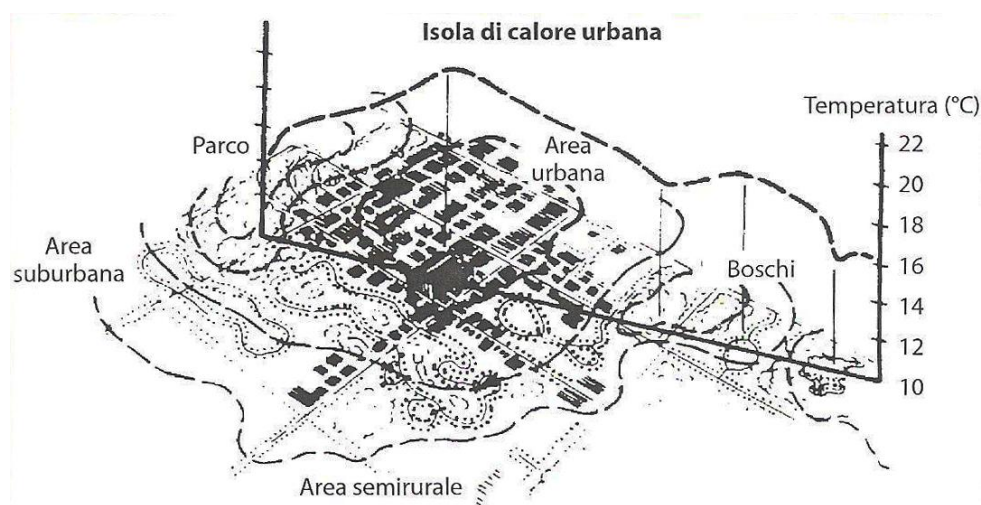 Isola di calore urbana
Temperatura (°C)
Parco
Area
urbana
Area
suburbana
Boschi
Area semirurale
22
20
18
16
14
12
10